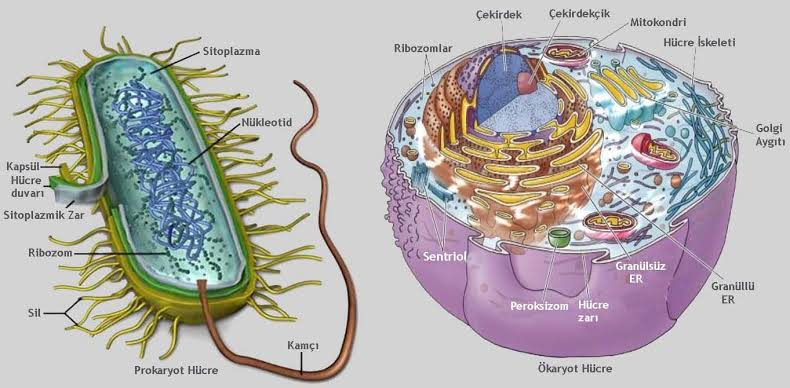 Sitoplazma
Nükleotid
Kapsül
Hücre
duvarı
Sitoplazmik Zar
Ribozom
Sil
Kamçı
Prokaryot Hücre
Çekirdek
Çekirdekçik
Mitokondri
Ribozomlar
Hücre İskeleti
Golgi
Aygıtı
Sentriol
Granülsüz
ER
Granüllü
ER
Peroksizom
Hücre
zarı
Ökaryot Hücre